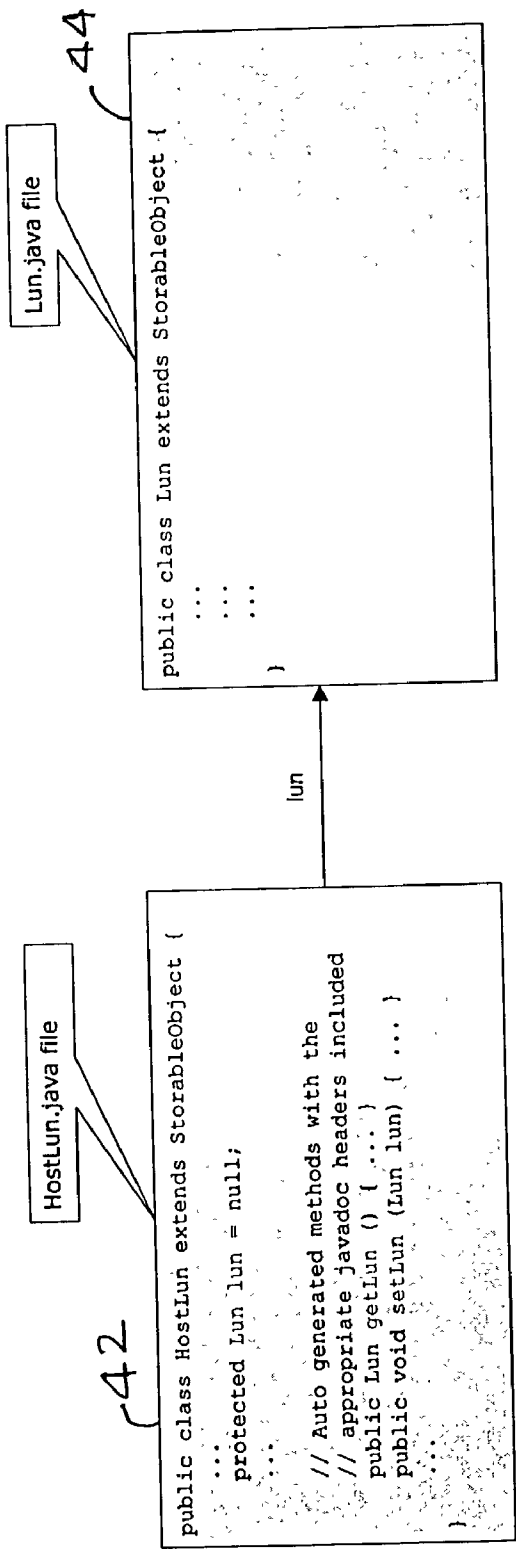 42
HostLun.java file
public class HostLun extends StorableObject {
...
protected Lun lun = null;
...
// Auto generated methods with the
// appropriate javadoc headers included
public Lun getLun () { ... }
public void setLun (Lun lun) { ... }
...
}
lun
Lun.java file
44
public class Lun extends StorableObject {
...
...
...
}